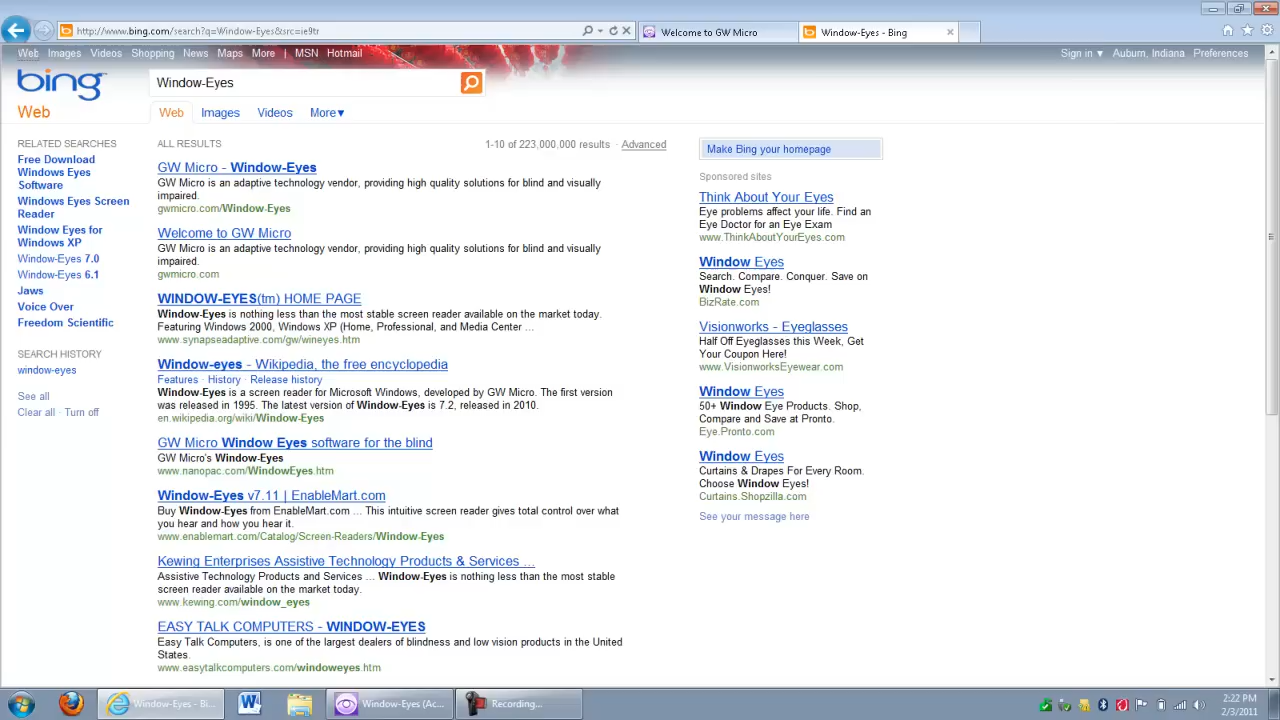 http://www.bing.com/search?q=Window-Eyes&src=ie9tr
Welcome to GW Micro
Window-Eyes - Bing
Web Images Videos Shopping News Maps More | MSN Hotmail
Sign in ▾ | Auburn, Indiana | Preferences
bing
Window-Eyes
Web
Web Images Videos More▾
RELATED SEARCHES
Free Download
Windows Eyes
Software
Windows Eyes Screen
Reader
Window Eyes for
Windows XP
Window-Eyes 7.0
Window-Eyes 6.1
Jaws
Voice Over
Freedom Scientific
SEARCH HISTORY
window-eyes
See all
Clear all · Turn off
ALL RESULTS
1-10 of 223,000,000 results · Advanced
GW Micro - Window-Eyes
GW Micro is an adaptive technology vendor, providing high quality solutions for blind and visually
impaired.
gwmicro.com/Window-Eyes
Welcome to GW Micro
GW Micro is an adaptive technology vendor, providing high quality solutions for blind and visually
impaired.
gwmicro.com
WINDOW-EYES(tm) HOME PAGE
Window-Eyes is nothing less than the most stable screen reader available on the market today.
Featuring Windows 2000, Windows XP (Home, Professional, and Media Center ...
www.synapseadaptive.com/gw/wineyes.htm
Window-eyes - Wikipedia, the free encyclopedia
Features · History · Release history
Window-Eyes is a screen reader for Microsoft Windows, developed by GW Micro. The first version
was released in 1995. The latest version of Window-Eyes is 7.2, released in 2010.
en.wikipedia.org/wiki/Window-Eyes
GW Micro Window Eyes software for the blind
GW Micro's Window-Eyes
www.nanopac.com/WindowEyes.htm
Window-Eyes v7.11 | EnableMart.com
Buy Window-Eyes from EnableMart.com ... This intuitive screen reader gives total control over what
you hear and how you hear it.
www.enablemart.com/Catalog/Screen-Readers/Window-Eyes
Kewing Enterprises Assistive Technology Products & Services ...
Assistive Technology Products and Services ... Window-Eyes is nothing less than the most stable
screen reader available on the market today.
www.kewing.com/window_eyes
EASY TALK COMPUTERS - WINDOW-EYES
Easy Talk Computers, is one of the largest dealers of blindness and low vision products in the United
States.
www.easytalkcomputers.com/windoweyes.htm
Make Bing your homepage
Sponsored sites
Think About Your Eyes
Eye problems affect your life. Find an
Eye Doctor for an Eye Exam
www.ThinkAboutYourEyes.com
Window Eyes
Search. Compare. Conquer. Save on
Window Eyes!
BizRate.com
Visionworks - Eyeglasses
Half Off Eyeglasses this Week, Get
Your Coupon Here!
www.VisionworksEyewear.com
Window Eyes
50+ Window Eye Products. Shop,
Compare and Save at Pronto.
Eye.Pronto.com
Window Eyes
Curtains & Drapes For Every Room.
Choose Window Eyes!
Curtains.Shopzilla.com
See your message here
Window-Eyes - Bi...
Window-Eyes (Ac...
Recording...
2:22 PM
2/3/2011